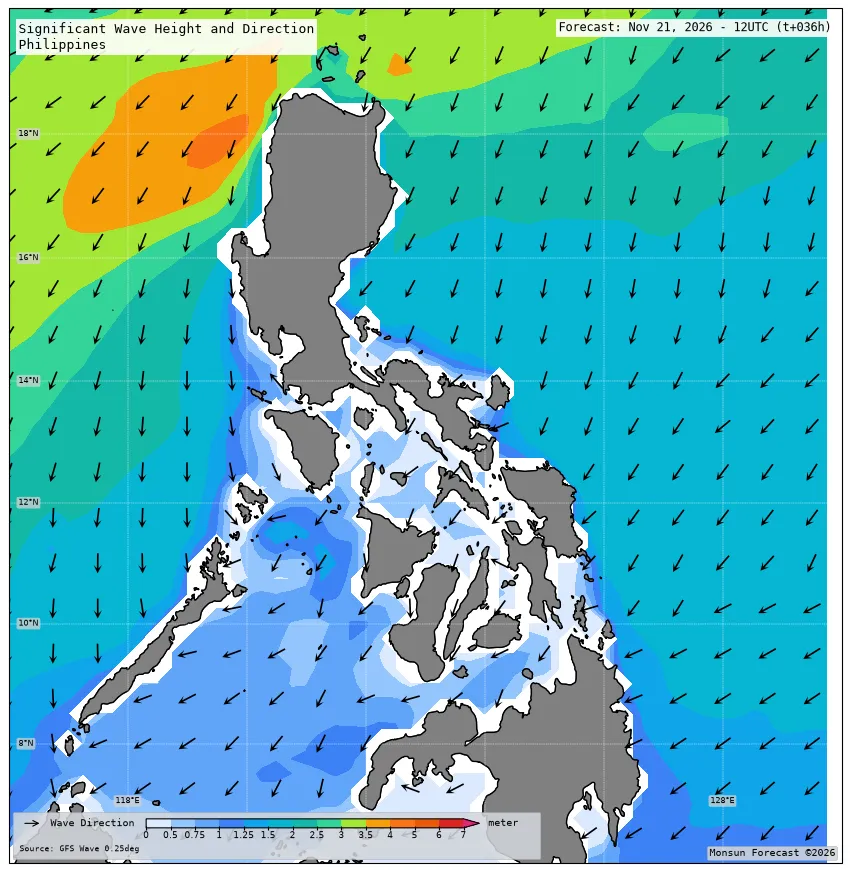 Significant Wave Height and Direction
Philippines
Forecast: Nov 21, 2026 - 12UTC (t+036h)
18°N
16°N
14°N
12°N
10°N
8°N
118°E
128°E
Wave Direction
0 0.5 0.75 1 1.25 1.5 2 2.5 3 3.5 4 5 6 7
meter
Source: GFS Wave 0.25deg
Monsun Forecast ©2026